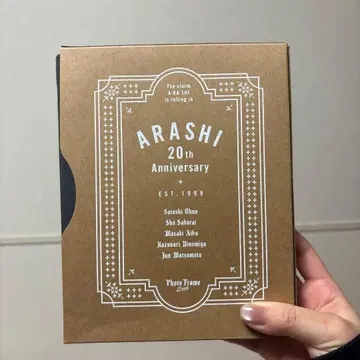 The storm
A·RA·SHI
is rolling in
ARASHI
20th
Anniversary
EST.1999
Satoshi Ohno
Sho Sakurai
Masaki Aiba
Kazunari Ninomiya
Jun Matsumoto
Photo Frame
Book